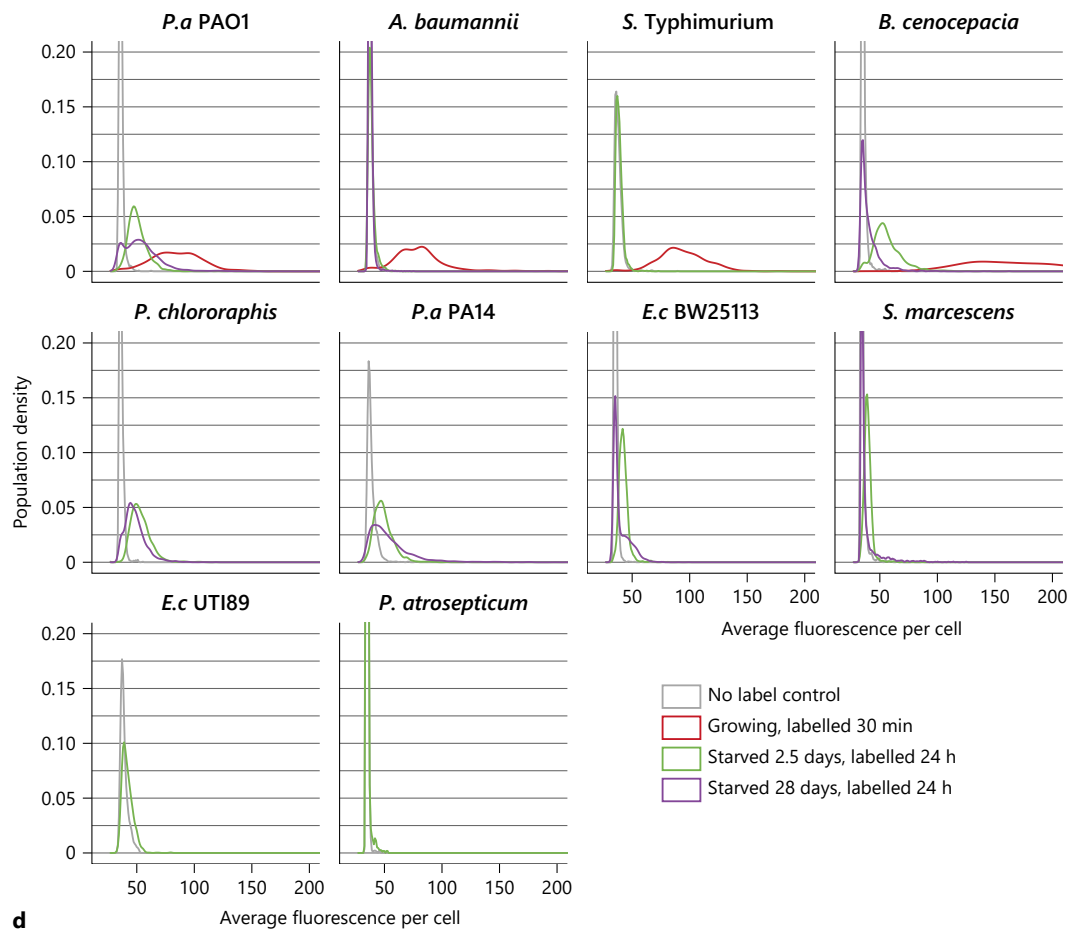 P.a PAO1
A. baumannii
S. Typhimurium
B. cenocepacia
0.20
0.15
0.10
0.05
0
P. chlororaphis
P.a PA14
E.c BW25113
S. marcescens
Population density
0.20
0.15
0.10
0.05
0
50 100 150 200
50 100 150 200
Average fluorescence per cell
E.c UTI89
P. atrosepticum
0.20
0.15
0.10
0.05
0
50 100 150 200
50 100 150 200
Average fluorescence per cell
No label control
Growing, labelled 30 min
Starved 2.5 days, labelled 24 h
Starved 28 days, labelled 24 h
d